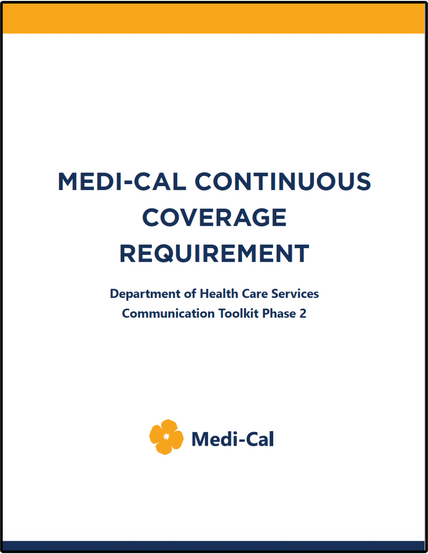 MEDI-CAL CONTINUOUS
COVERAGE
REQUIREMENT
Department of Health Care Services
Communication Toolkit Phase 2
Medi-Cal